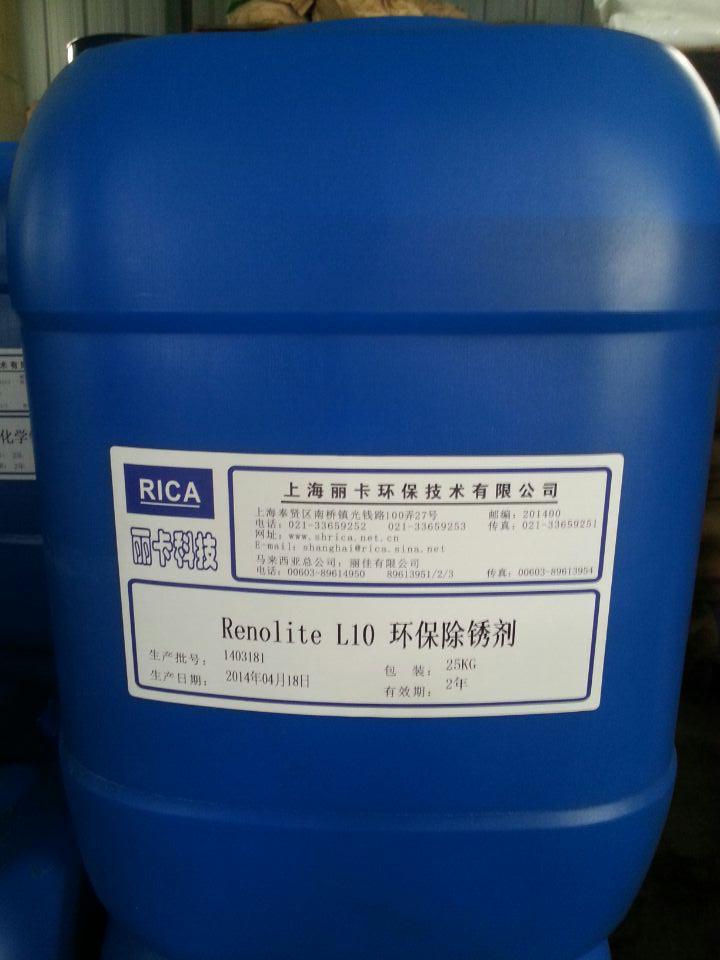 RICA
丽卡科技
上海丽卡环保技术有限公司
上海奉贤区南桥镇光钱路100弄27号 邮编：201400
电话：021-33659252 021-33659253 传真：021-33659251
网址：www.shrica.net.cn
E-mail：shanghai@rica.sina.net
马来西亚总公司：丽佳有限公司
电话：00603-89614950 89613951/2/3 传真：00603-89613954
Renolite L10 环保除锈剂
生产批号： 1403181 包 装： 25KG
生产日期： 2014年04月18日 有效期： 2年
化学